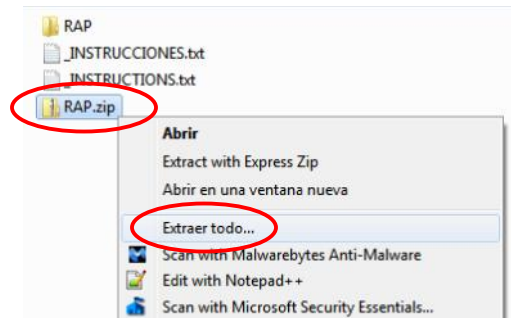 RAP
_INSTRUCCIONES.txt
_INSTRUCTIONS.txt
RAP.zip
Abrir
Extract with Express Zip
Abrir en una ventana nueva
Extraer todo...
Scan with Malwarebytes Anti-Malware
Edit with Notepad++
Scan with Microsoft Security Essentials...